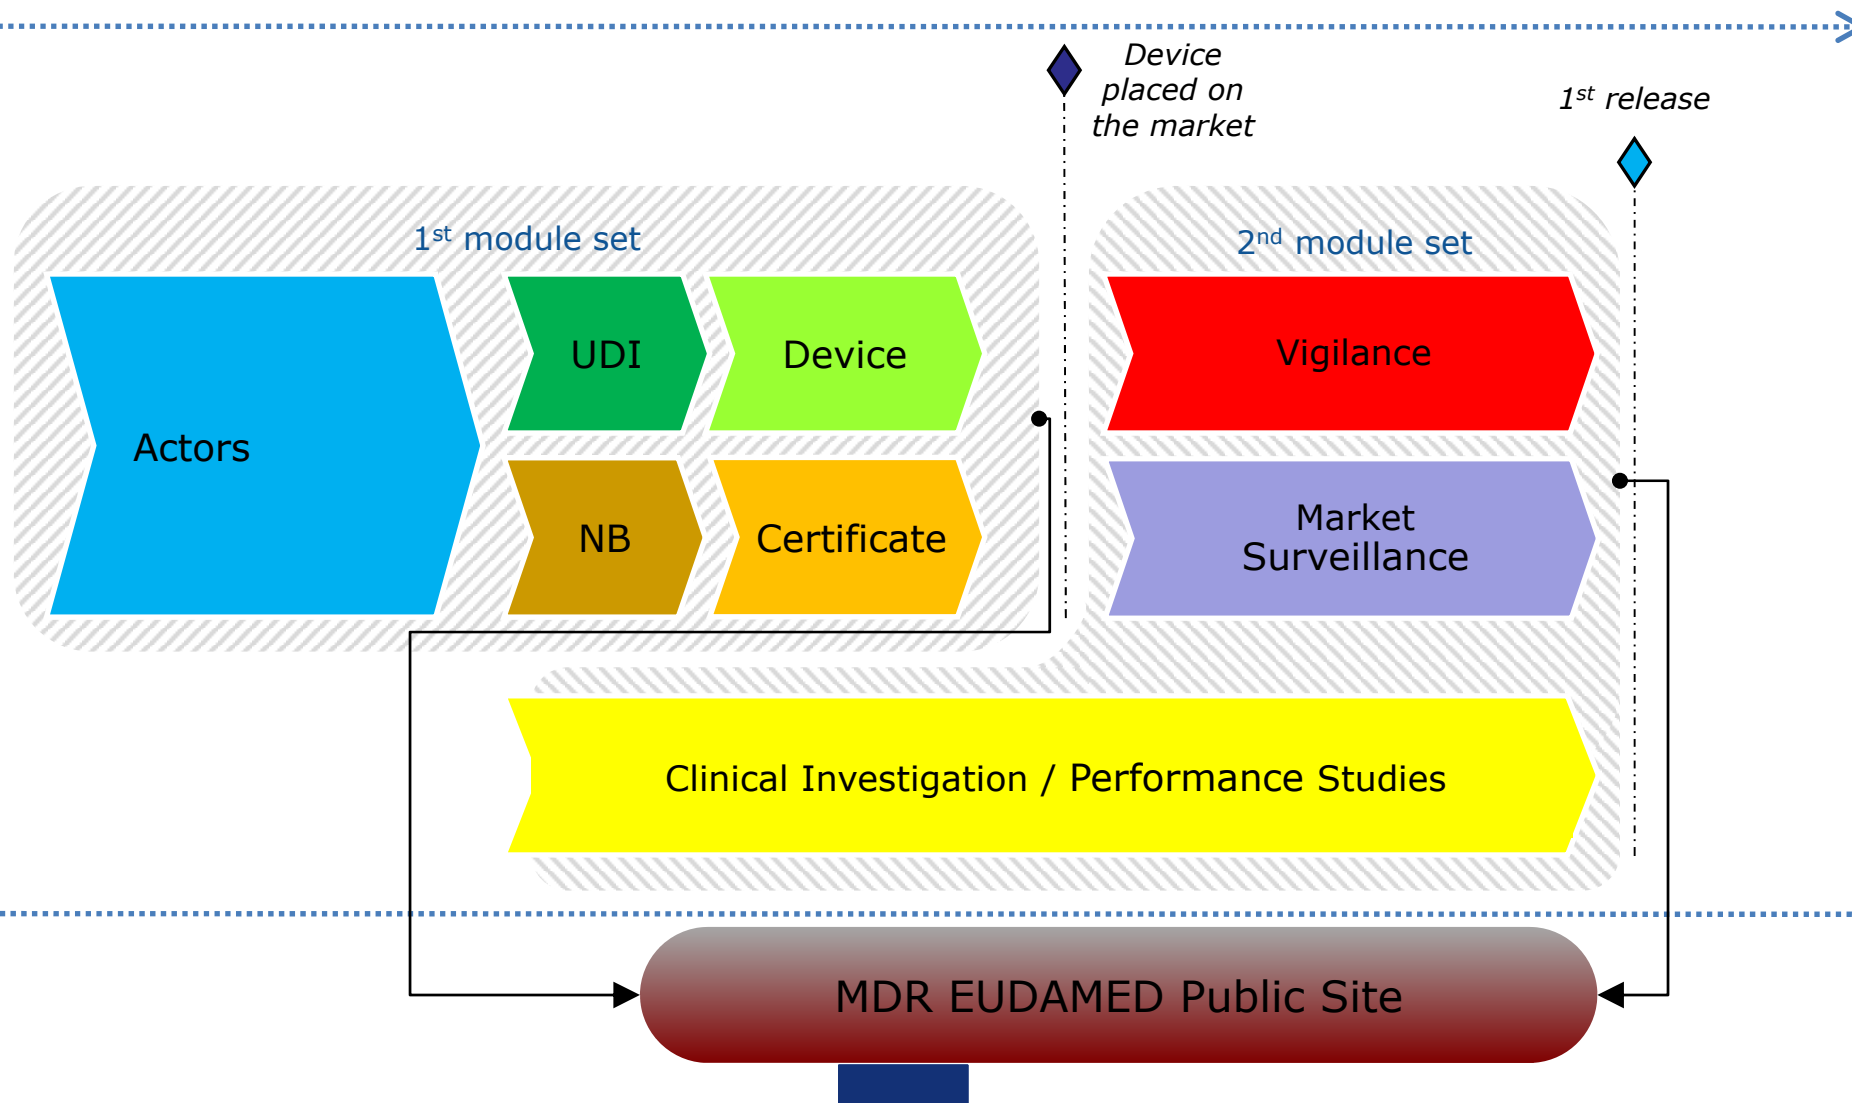 Device
placed on
the market
1st release
1st module set
2nd module set
Actors
UDI
Device
NB
Certificate
Vigilance
Market
Surveillance
Clinical Investigation / Performance Studies
MDR EUDAMED Public Site